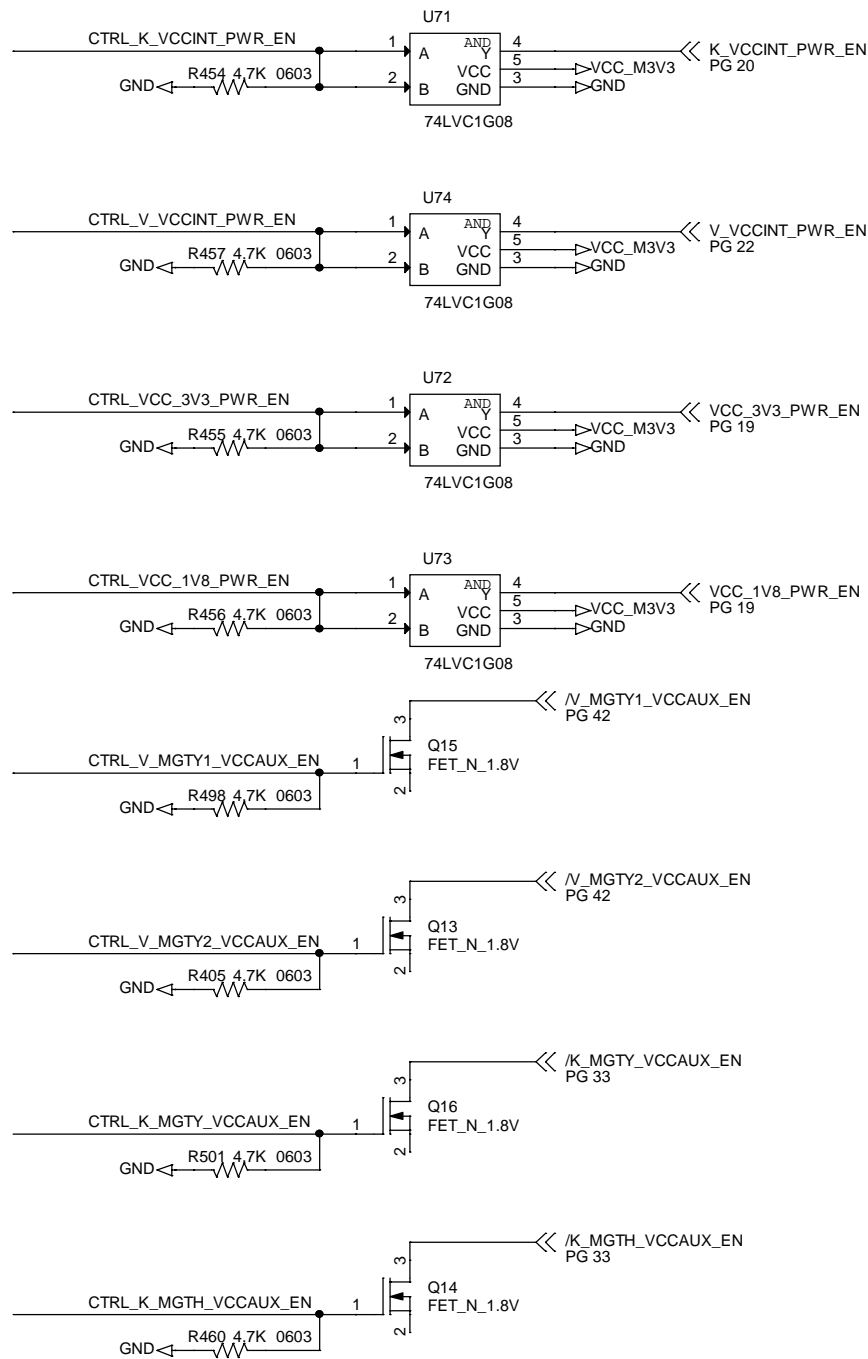 U71
CTRL_K_VCCINT_PWR_EN 1 A AND Y 4 K_VCCINT_PWR_EN
PG 20
VCC 5 VCC_M3V3
GND R454 4.7K 0603 2 B GND 3 GND
74LVC1G08
U74
CTRL_V_VCCINT_PWR_EN 1 A AND Y 4 V_VCCINT_PWR_EN
PG 22
VCC 5 VCC_M3V3
GND R457 4.7K 0603 2 B GND 3 GND
74LVC1G08
U72
CTRL_VCC_3V3_PWR_EN 1 A AND Y 4 VCC_3V3_PWR_EN
PG 19
VCC 5 VCC_M3V3
GND R455 4.7K 0603 2 B GND 3 GND
74LVC1G08
U73
CTRL_VCC_1V8_PWR_EN 1 A AND Y 4 VCC_1V8_PWR_EN
PG 19
VCC 5 VCC_M3V3
GND R456 4.7K 0603 2 B GND 3 GND
74LVC1G08
/V_MGTY1_VCCAUX_EN
PG 42
3
Q15
CTRL_V_MGTY1_VCCAUX_EN 1 FET_N_1.8V
2
GND R498 4.7K 0603
/V_MGTY2_VCCAUX_EN
PG 42
3
Q13
CTRL_V_MGTY2_VCCAUX_EN 1 FET_N_1.8V
2
GND R405 4.7K 0603
/K_MGTY_VCCAUX_EN
PG 33
3
Q16
CTRL_K_MGTY_VCCAUX_EN 1 FET_N_1.8V
2
GND R501 4.7K 0603
/K_MGTH_VCCAUX_EN
PG 33
3
Q14
CTRL_K_MGTH_VCCAUX_EN 1 FET_N_1.8V
2
GND R460 4.7K 0603